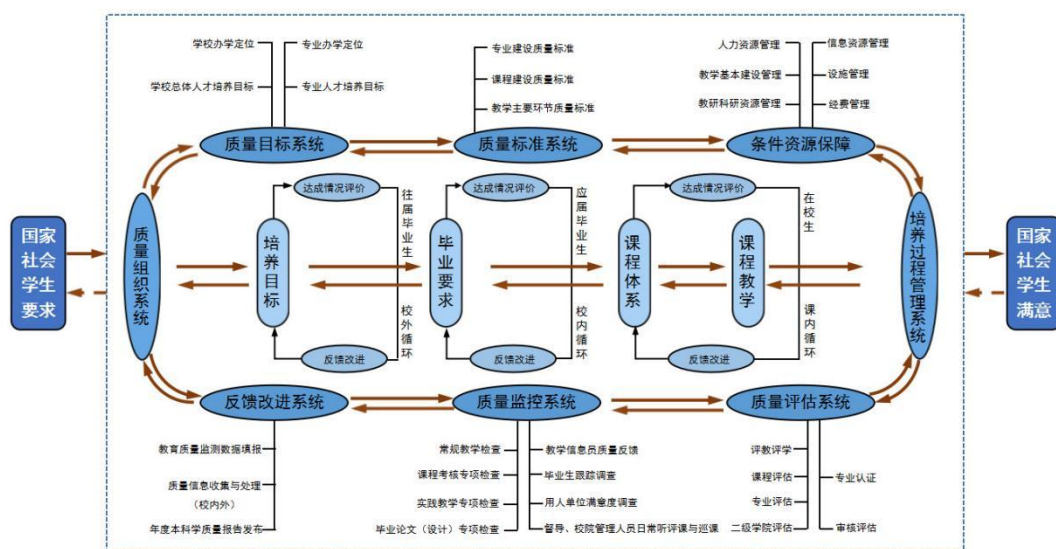 学校办学定位
专业办学定位
学校总体人才培养目标
专业人才培养目标
专业建设质量标准
课程建设质量标准
教学主要环节质量标准
人力资源管理
信息资源管理
教学基本建设管理
设施管理
教研科研资源管理
经费管理
质量目标系统
质量标准系统
条件资源保障
国家
社会
学生
要求
质量组织系统
达成情况评价
培养目标
往届毕业生
校外循环
反馈改进
达成情况评价
毕业要求
应届毕业生
校内循环
反馈改进
达成情况评价
课程体系
课程教学
在校生
课内循环
反馈改进
培养过程管理系统
国家
社会
学生
满意
反馈改进系统
质量监控系统
质量评估系统
教育质量监测数据填报
质量信息收集与处理
（校内外）
年度本科学质量报告发布
常规教学检查
教学信息员质量反馈
课程考核专项检查
毕业生跟踪调查
实践教学专项检查
用人单位满意度调查
毕业论文（设计）专项检查
督导、校院管理人员日常听评课与巡课
评教评学
课程评估
专业认证
专业评估
二级学院评估
审核评估